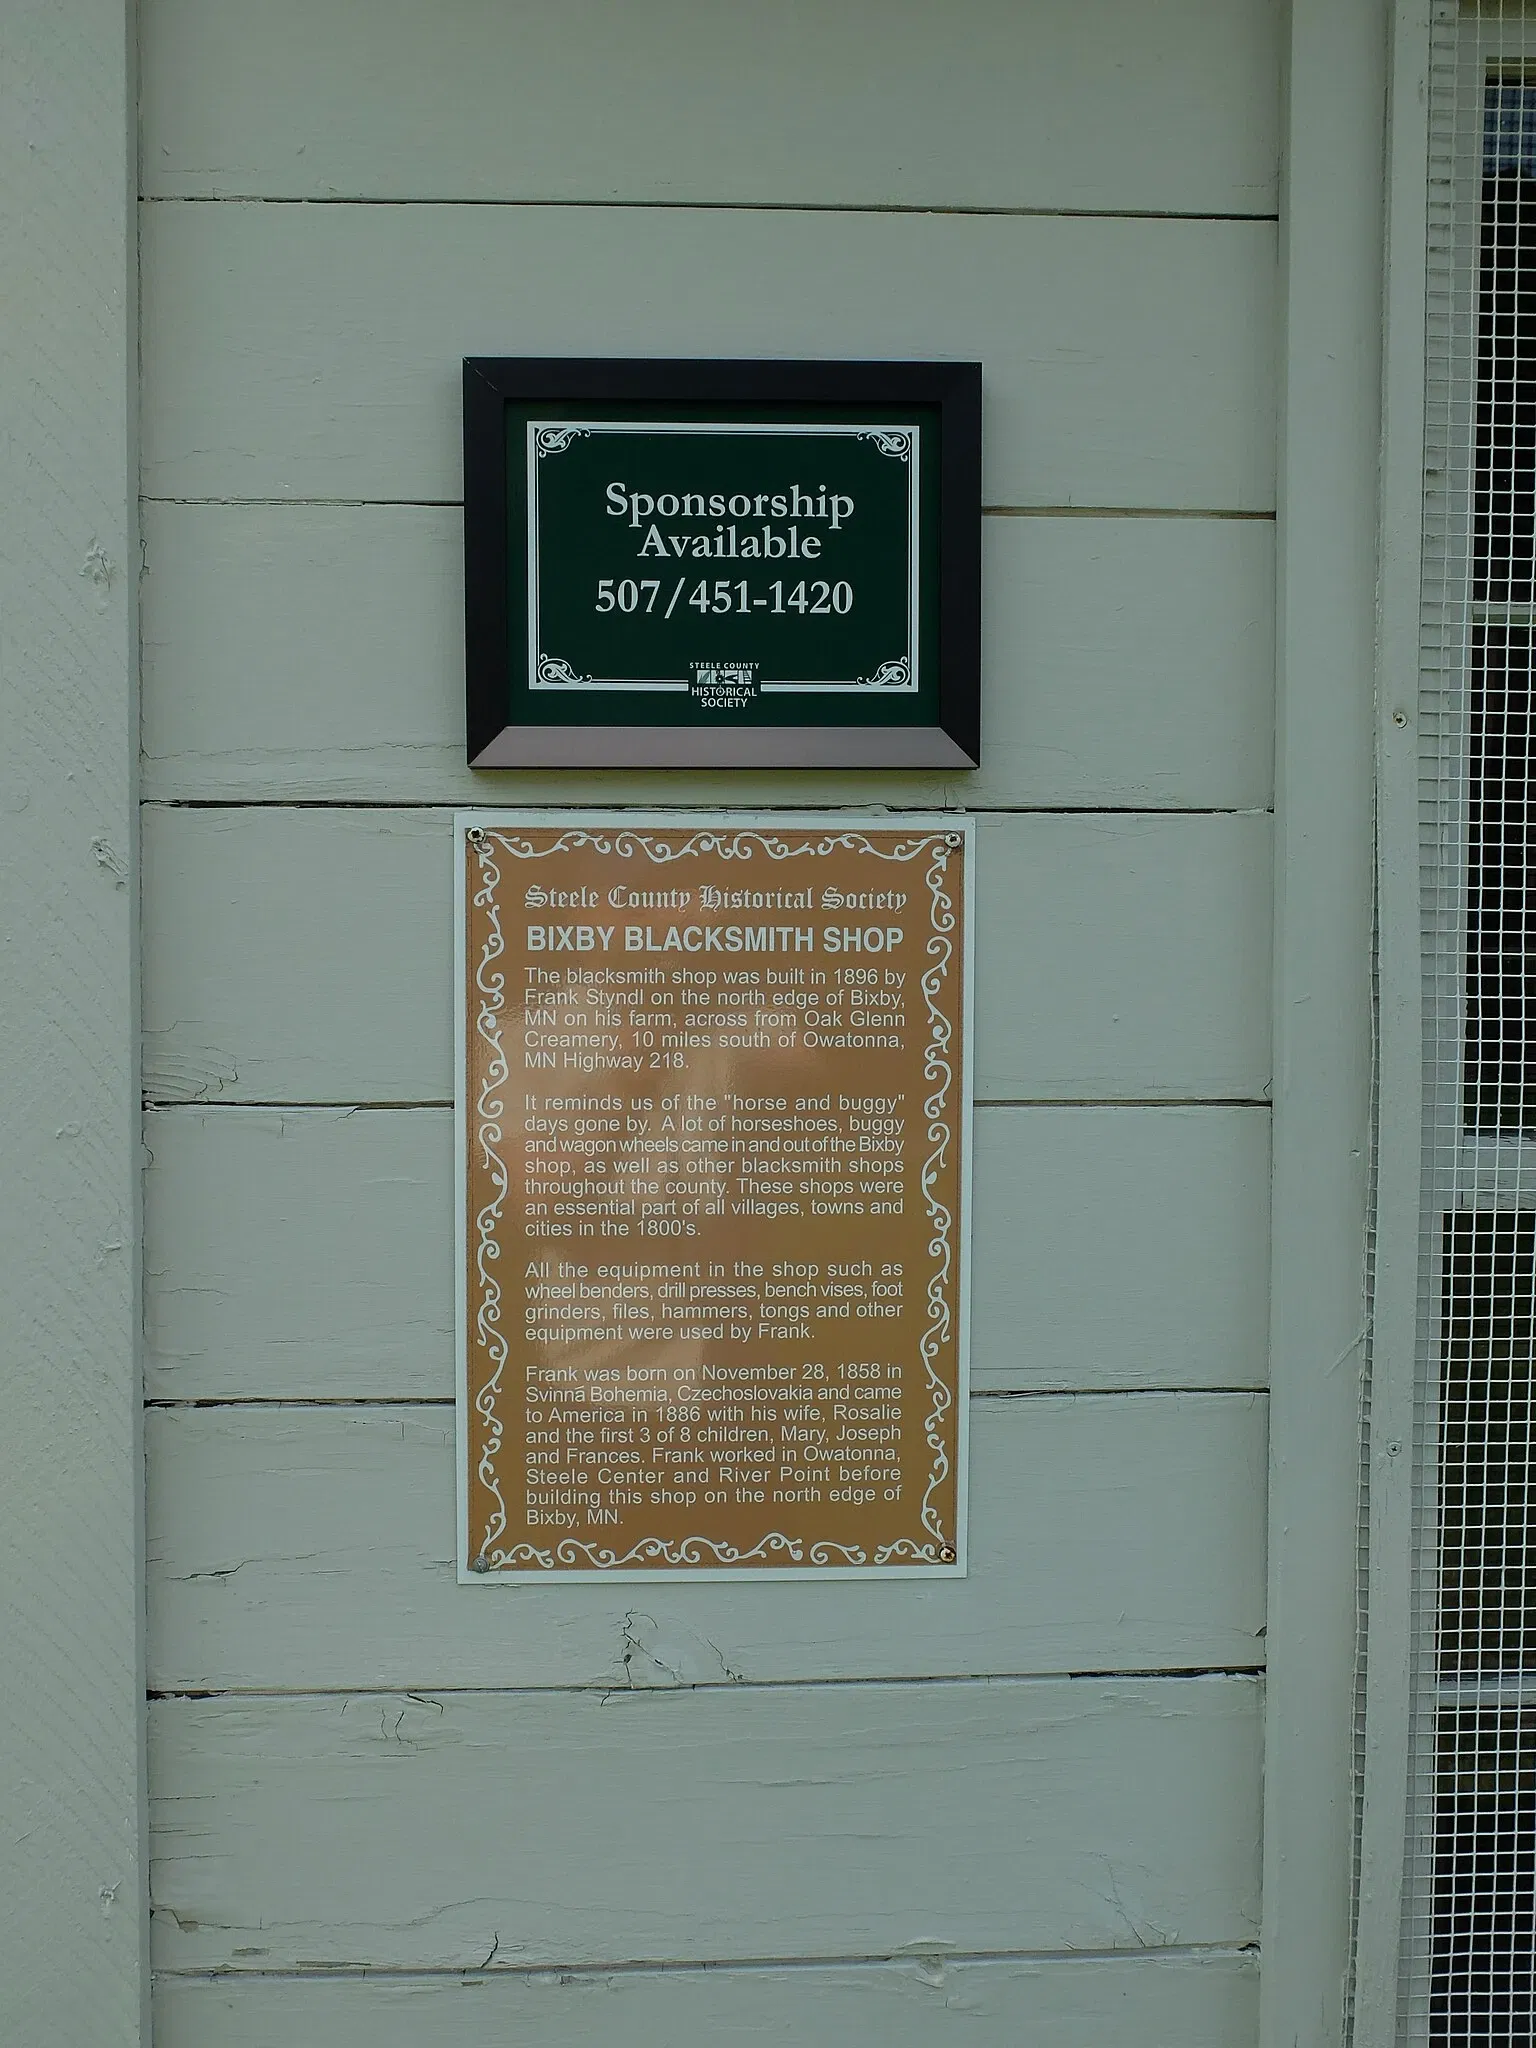 Sponsorship
Available
507/451-1420
STEELE COUNTY
HISTORICAL
SOCIETY
Steele County Historical Society
BIXBY BLACKSMITH SHOP
The blacksmith shop was built in 1896 by
Frank Styndl on the north edge of Bixby,
MN on his farm, across from Oak Glenn
Creamery, 10 miles south of Owatonna,
MN Highway 218.
It reminds us of the "horse and buggy"
days gone by. A lot of horseshoes, buggy
and wagon wheels came in and out of the Bixby
shop, as well as other blacksmith shops
throughout the county. These shops were
an essential part of all villages, towns and
cities in the 1800's.
All the equipment in the shop such as
wheel benders, drill presses, bench vises, foot
grinders, files, hammers, tongs and other
equipment were used by Frank.
Frank was born on November 28, 1858 in
Svinná Bohemia, Czechoslovakia and came
to America in 1886 with his wife, Rosalie
and the first 3 of 8 children, Mary, Joseph
and Frances. Frank worked in Owatonna,
Steele Center and River Point before
building this shop on the north edge of
Bixby, MN.